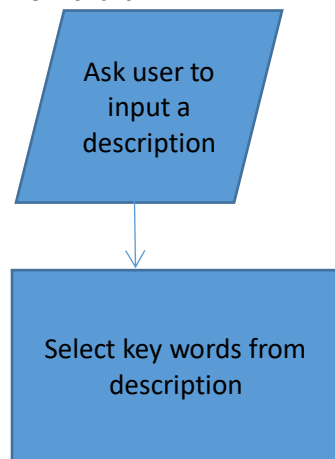 Ask user to
input a
description
Select key words from
description